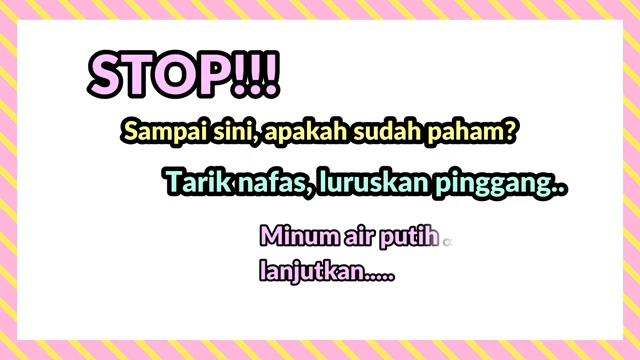 STOP!!!
Sampai sini, apakah sudah paham?
Tarik nafas, luruskan pinggang..
Minum air putih
lanjutkan.....